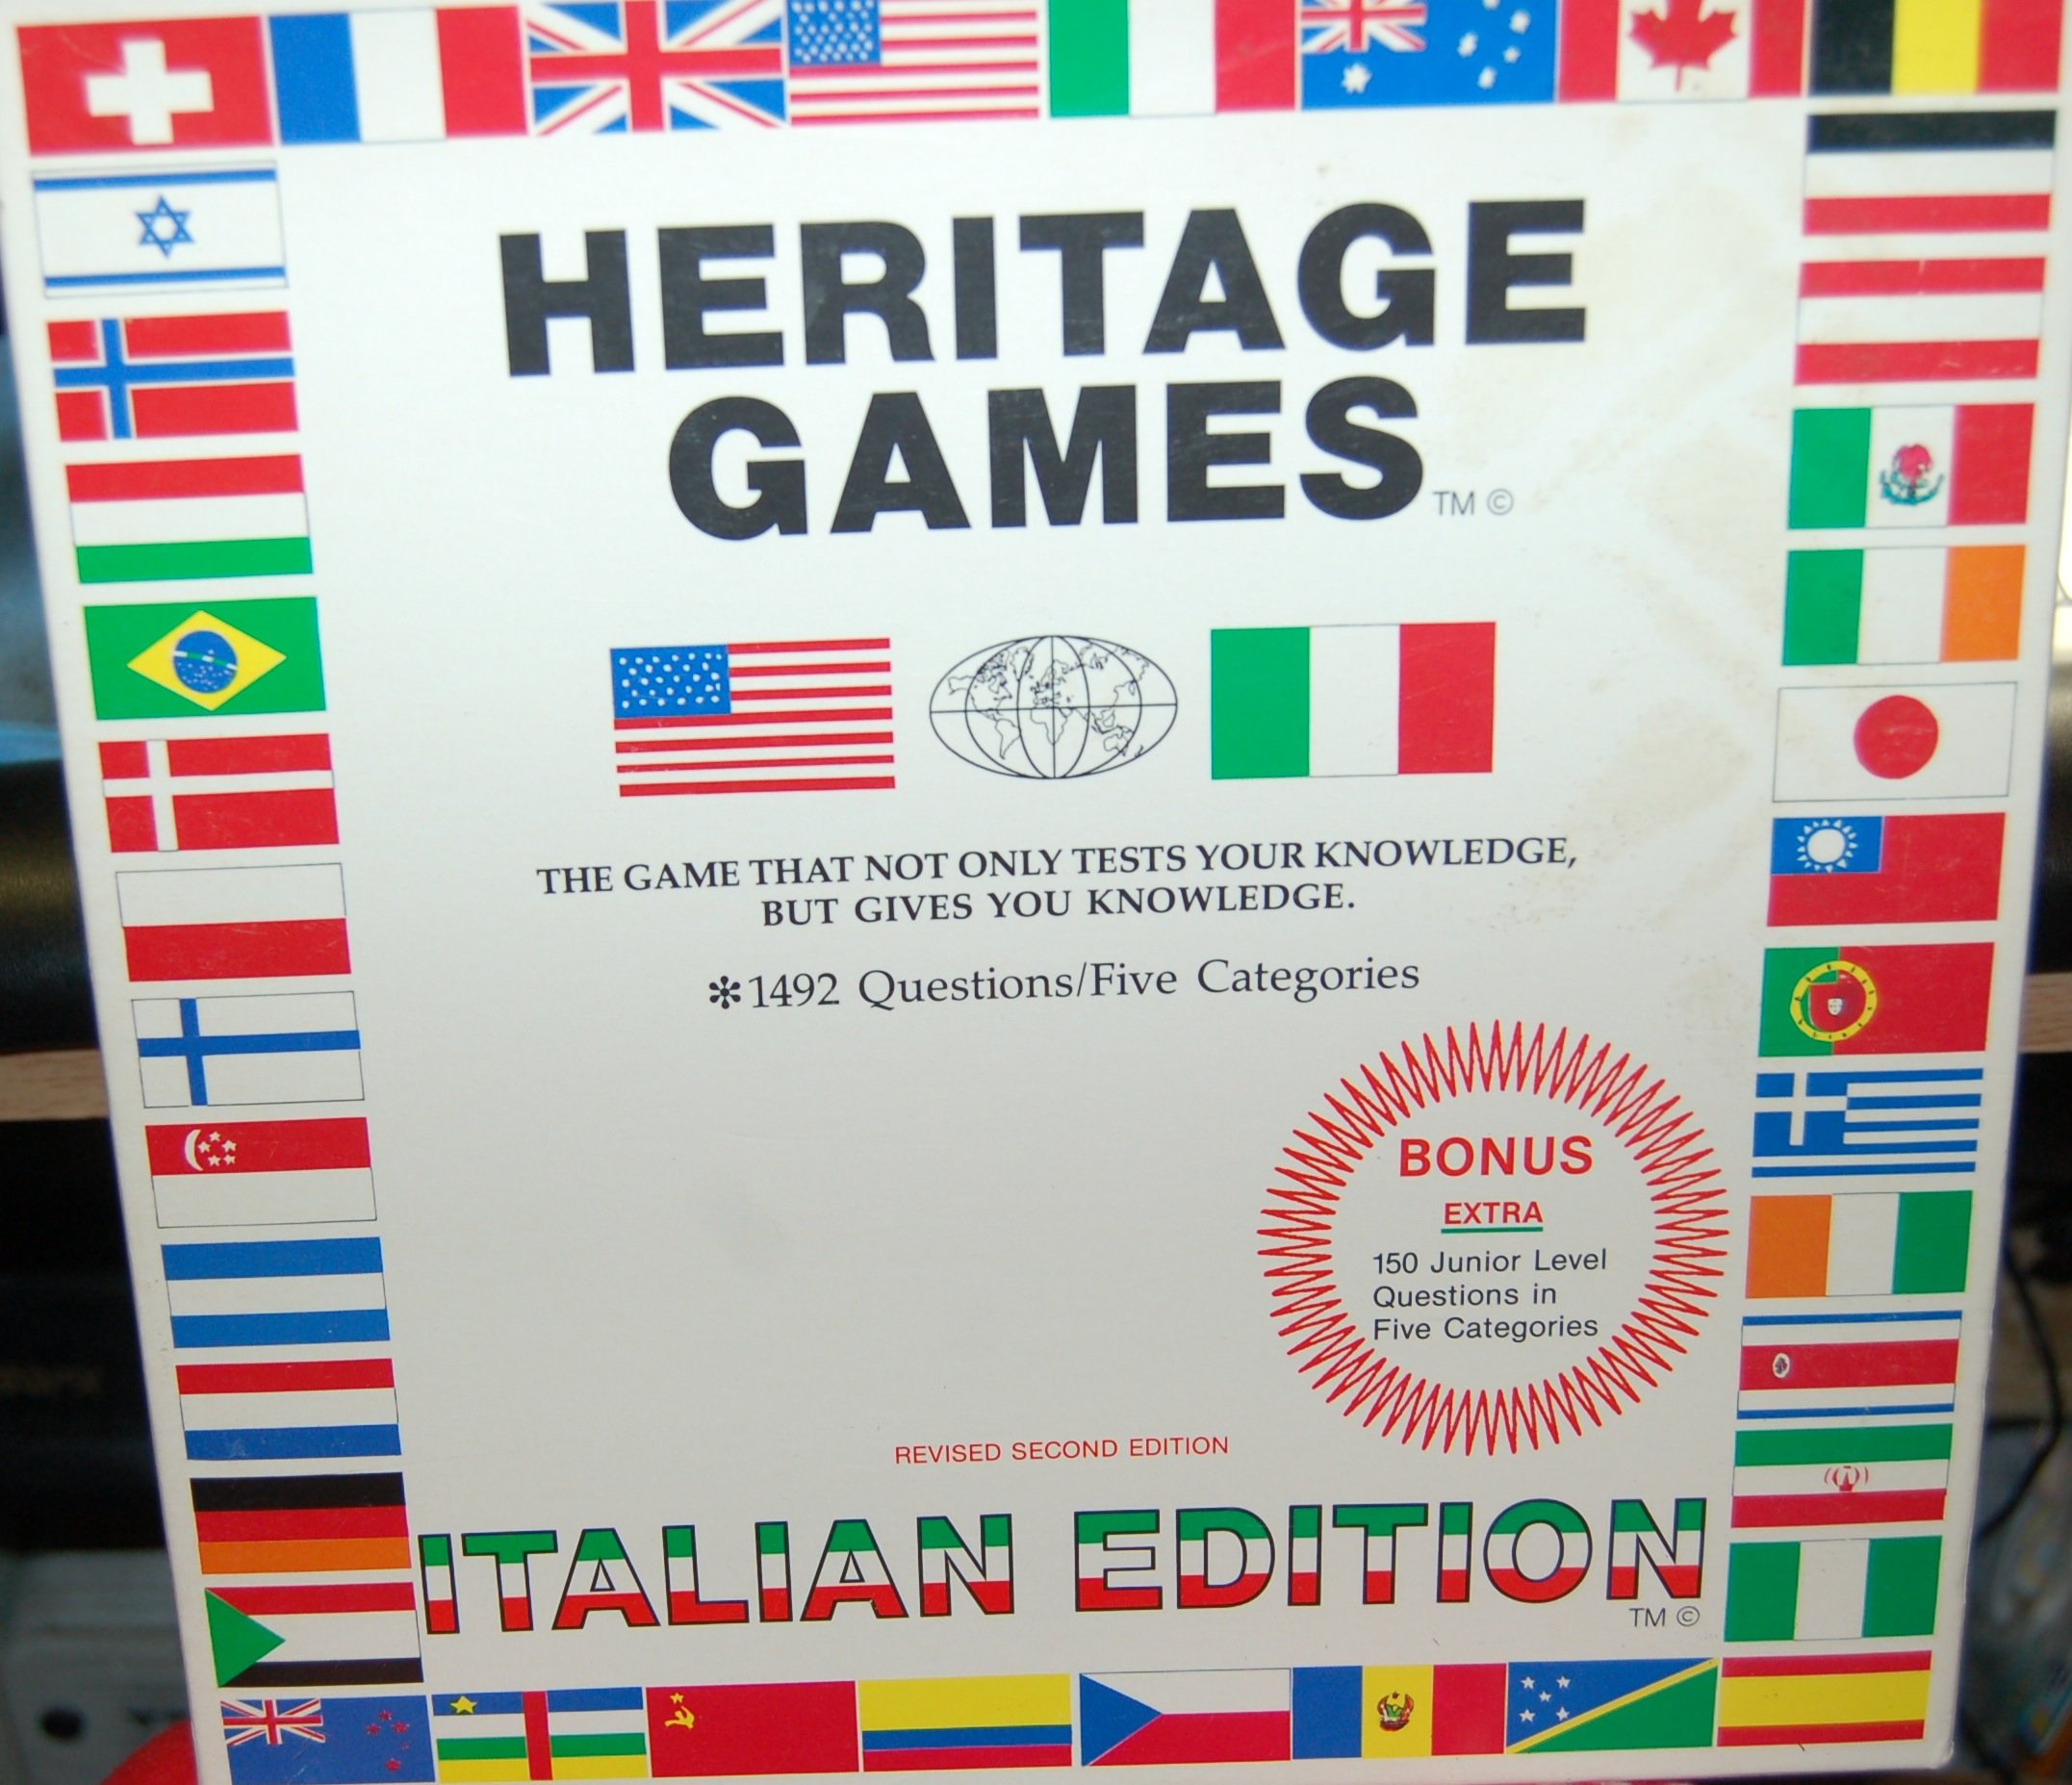 HERITAGE
GAMES TM ©
THE GAME THAT NOT ONLY TESTS YOUR KNOWLEDGE,
BUT GIVES YOU KNOWLEDGE.
✻1492 Questions/Five Categories
BONUS
EXTRA
150 Junior Level
Questions in
Five Categories
REVISED SECOND EDITION
ITALIAN EDITION
TM ©